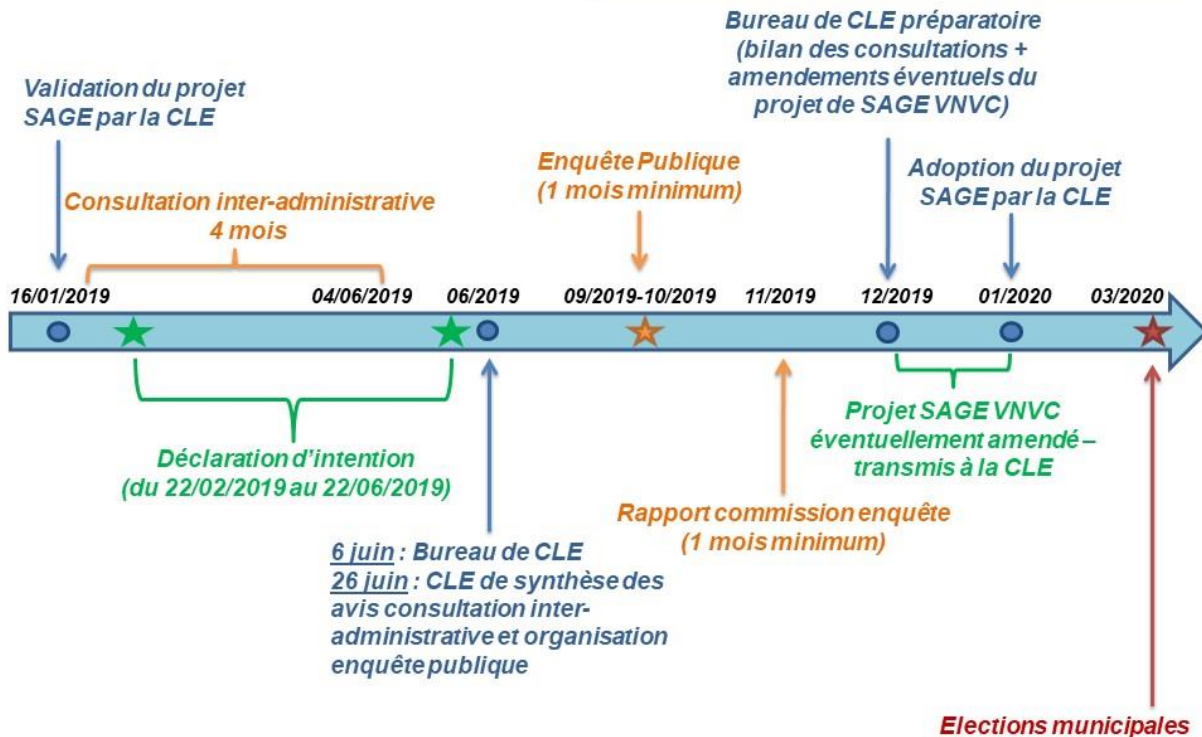 Bureau de CLE préparatoire
(bilan des consultations +
amendements éventuels du
projet de SAGE VNVC)
Validation du projet
SAGE par la CLE
Enquête Publique
(1 mois minimum)
Adoption du projet
SAGE par la CLE
Consultation inter-administrative
4 mois
16/01/2019 04/06/2019 06/2019 09/2019-10/2019 11/2019 12/2019 01/2020 03/2020
Déclaration d'intention
(du 22/02/2019 au 22/06/2019)
Projet SAGE VNVC
éventuellement amendé –
transmis à la CLE
Rapport commission enquête
(1 mois minimum)
6 juin : Bureau de CLE
26 juin : CLE de synthèse des
avis consultation inter-
administrative et organisation
enquête publique
Elections municipales